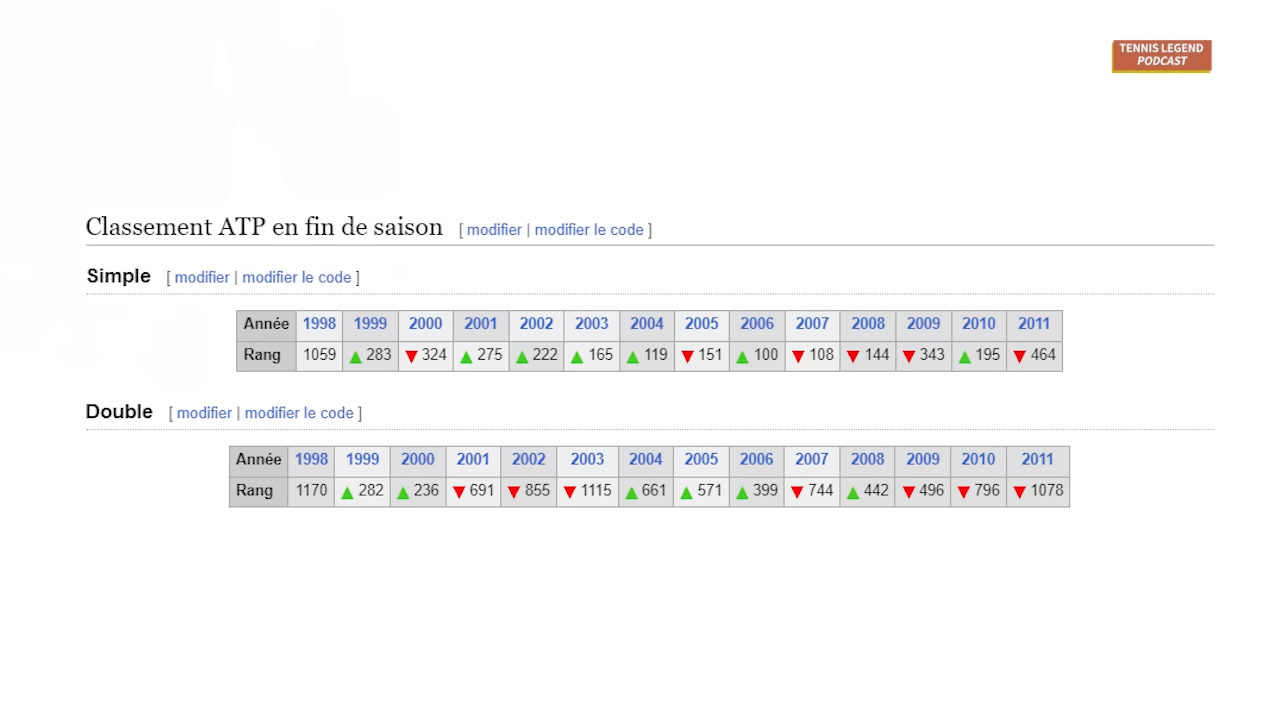 TENNIS LEGEND
PODCAST
Classement ATP en fin de saison [ modifier | modifier le code ]
Simple [ modifier | modifier le code ]
Année 1998 1999 2000 2001 2002 2003 2004 2005 2006 2007 2008 2009 2010 2011
Rang 1059 ▲ 283 ▼ 324 ▲ 275 ▲ 222 ▲ 165 ▲ 119 ▼ 151 ▲ 100 ▼ 108 ▼ 144 ▼ 343 ▲ 195 ▼ 464
Double [ modifier | modifier le code ]
Année 1998 1999 2000 2001 2002 2003 2004 2005 2006 2007 2008 2009 2010 2011
Rang 1170 ▲ 282 ▲ 236 ▼ 691 ▼ 855 ▼ 1115 ▲ 661 ▲ 571 ▲ 399 ▼ 744 ▲ 442 ▼ 496 ▼ 796 ▼ 1078